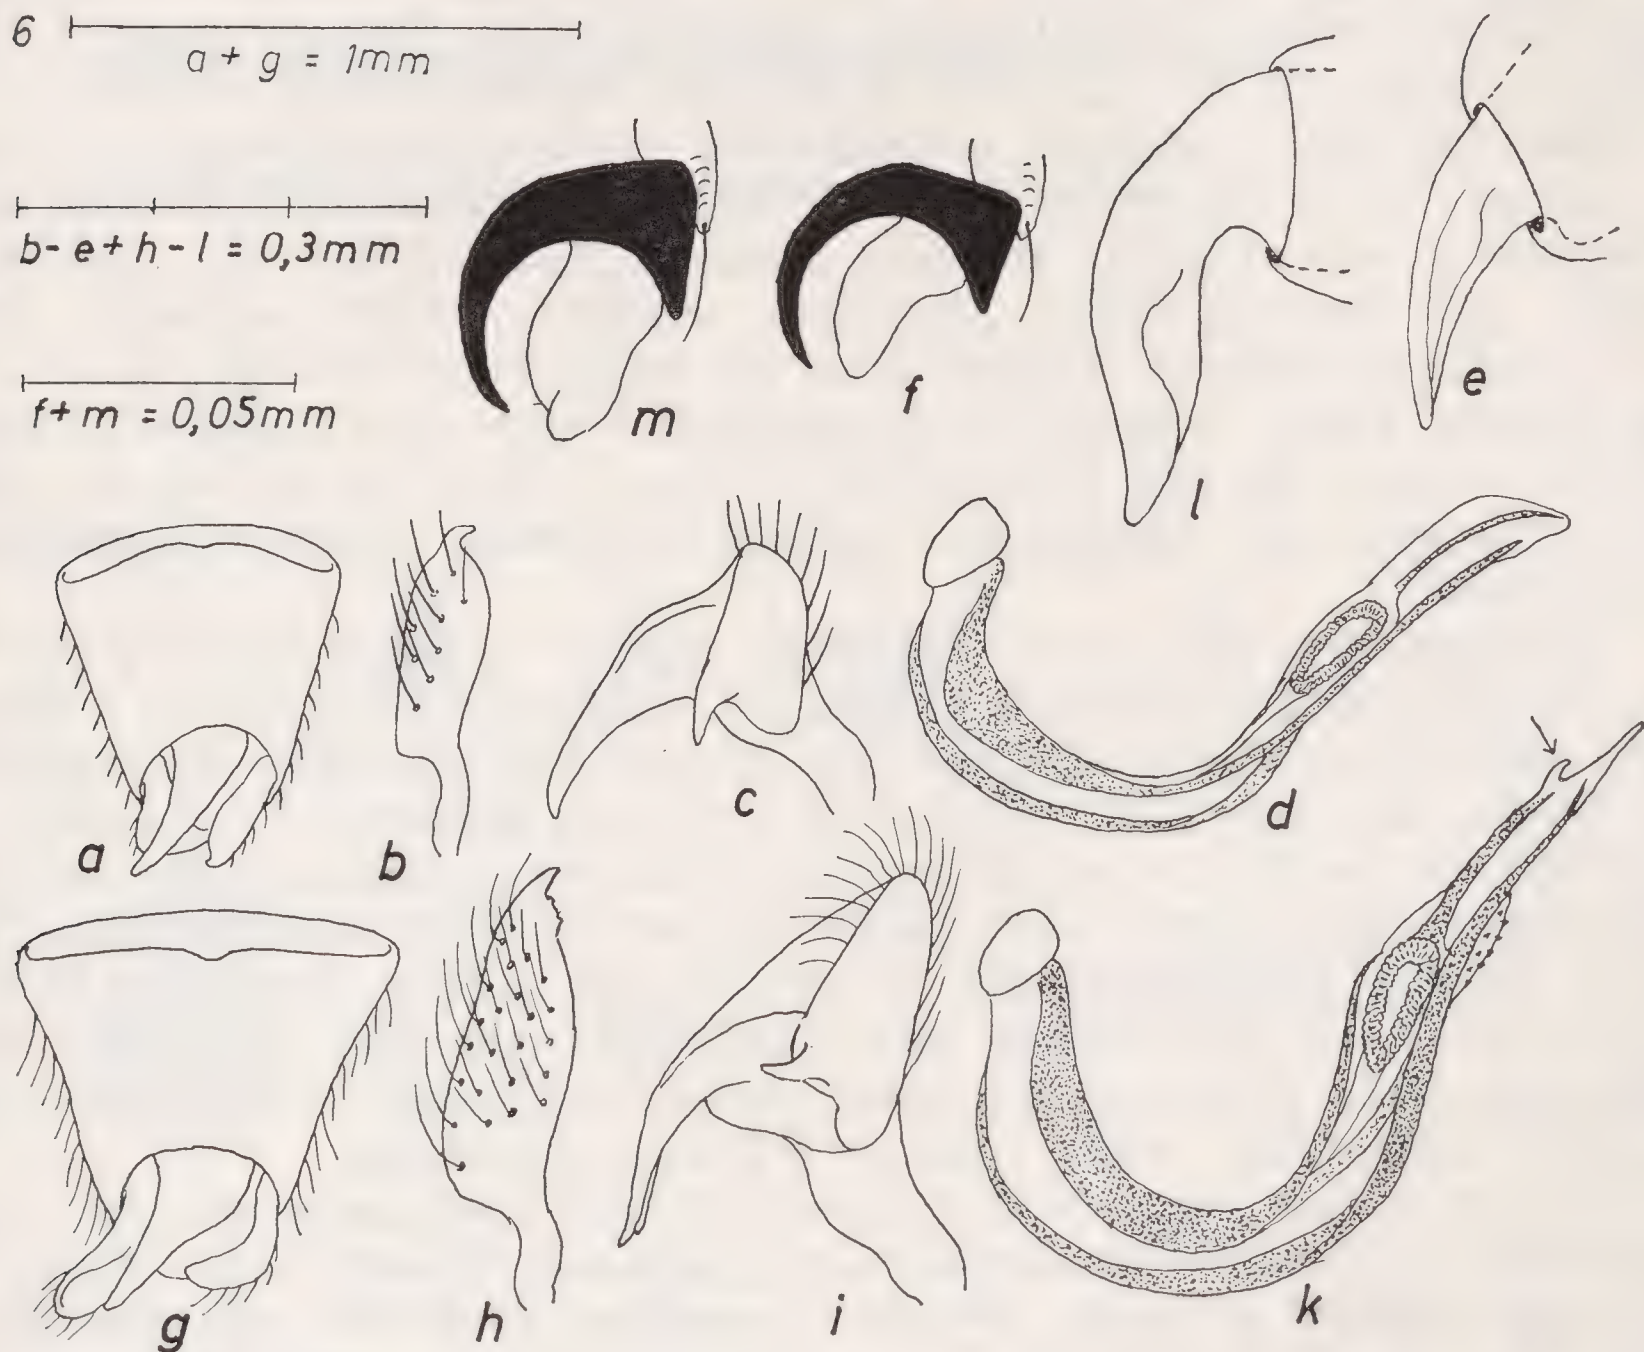 6
a + g = 1mm
b - e + h - l = 0,3mm
f + m = 0,05mm
m
f
l
e
a
b
c
d
g
h
i
k